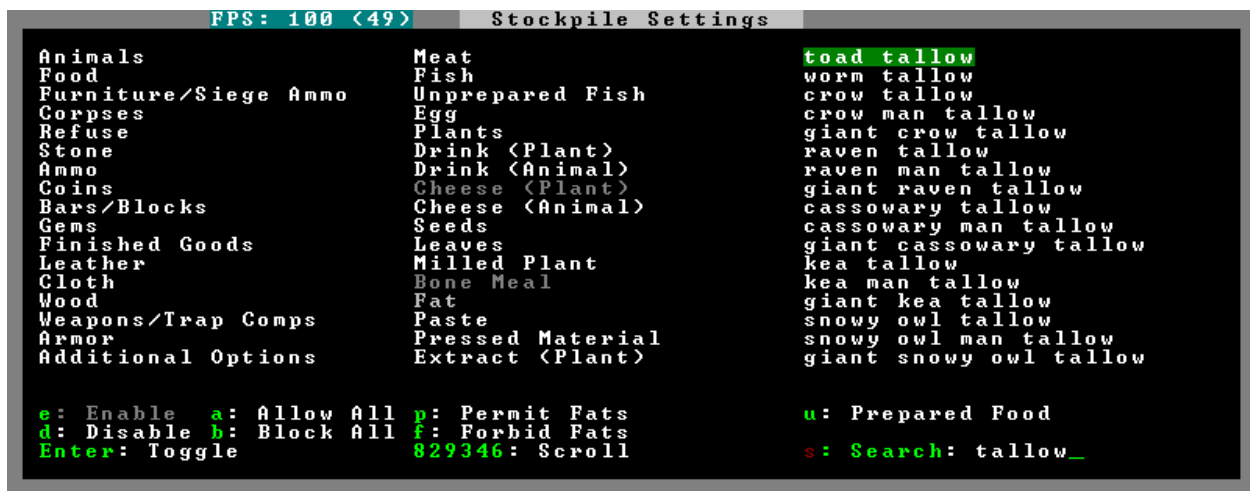 FPS: 100 (49) Stockpile Settings
Animals Meat toad tallow
Food Fish worm tallow
Furniture/Siege Ammo Unprepared Fish crow tallow
Corpses Egg crow man tallow
Refuse Plants giant crow tallow
Stone Drink (Plant) raven tallow
Ammo Drink (Animal) raven man tallow
Coins Cheese (Plant) giant raven tallow
Bars/Blocks Cheese (Animal) cassowary tallow
Gems Seeds cassowary man tallow
Finished Goods Leaves giant cassowary tallow
Leather Milled Plant kea tallow
Cloth Bone Meal kea man tallow
Wood Fat giant kea tallow
Weapons/Trap Comps Paste snowy owl tallow
Armor Pressed Material snowy owl man tallow
Additional Options Extract (Plant) giant snowy owl tallow
e: Enable a: Allow All p: Permit Fats u: Prepared Food
d: Disable b: Block All f: Forbid Fats
Enter: Toggle 829346: Scroll s: Search: tallow_